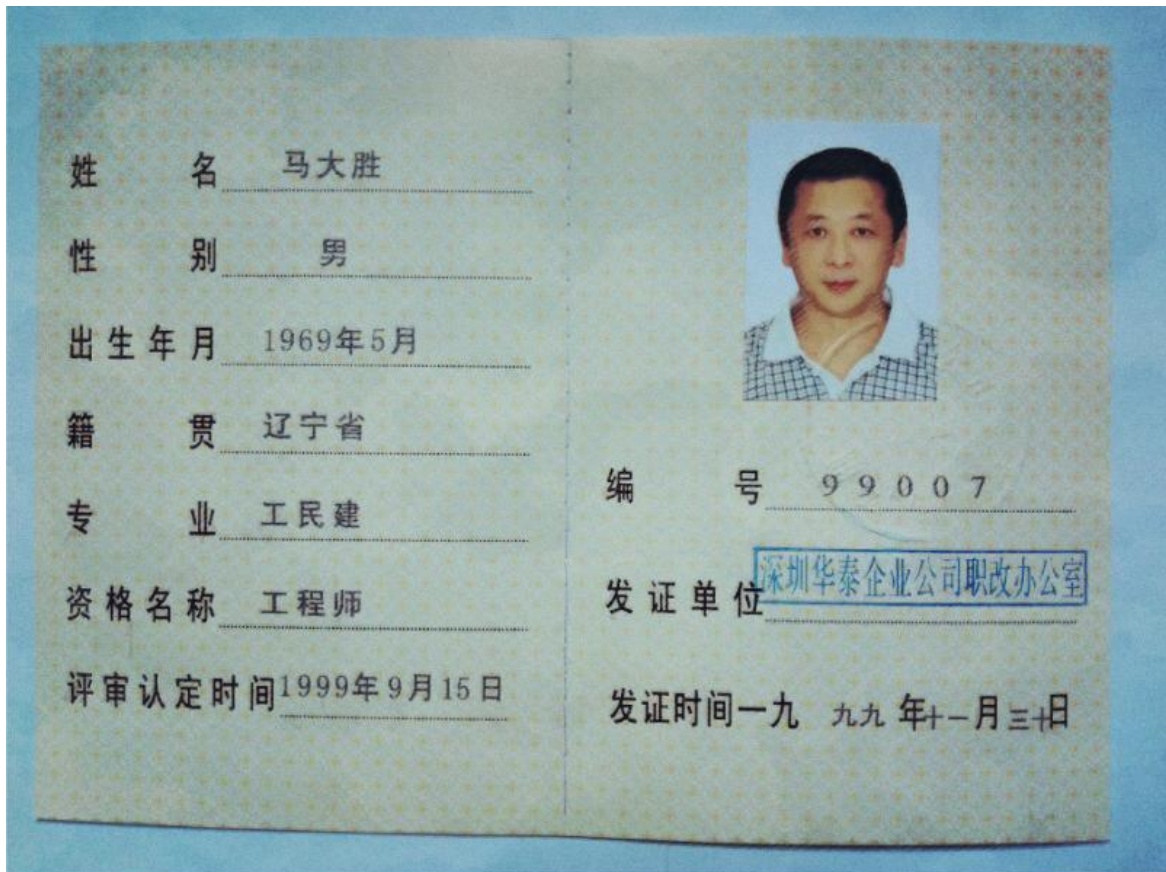 姓名 马大胜
性别 男
出生年月 1969年5月
籍贯 辽宁省
专业 工民建
资格名称 工程师
评审认定时间 1999年9月15日
编号 99007
发证单位 深圳华泰企业公司职改办公室
发证时间一九九九年十一月三十日